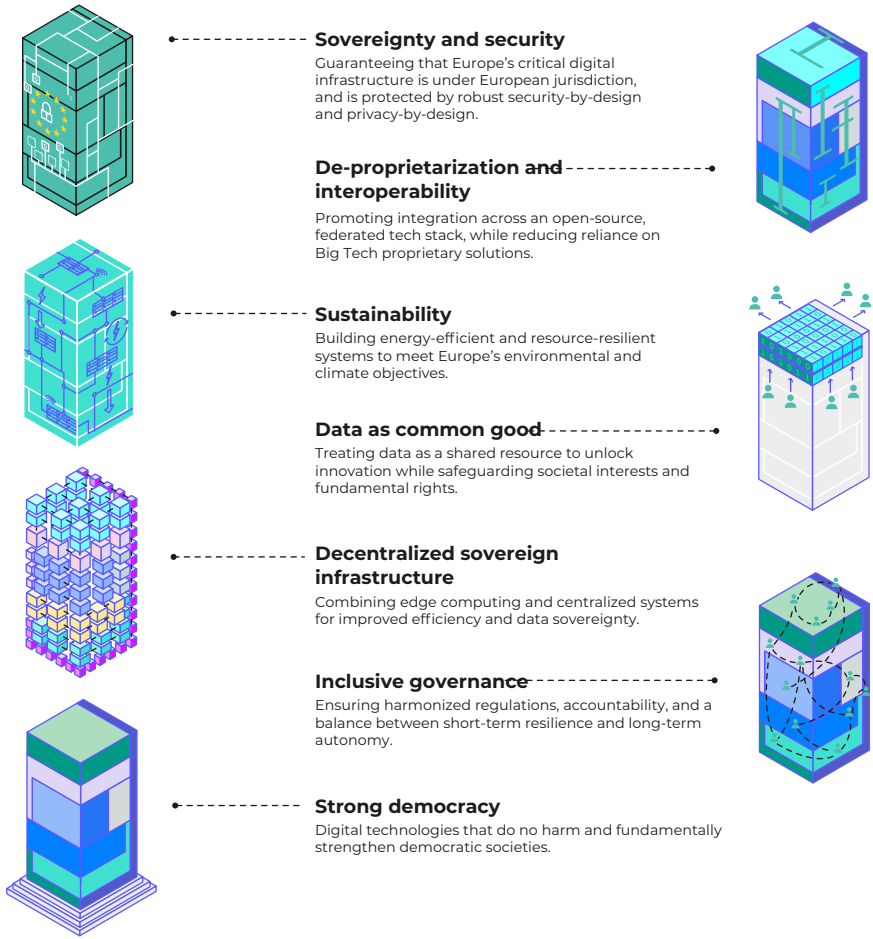 Sovereignty and security
Guaranteeing that Europe's critical digital
infrastructure is under European jurisdiction,
and is protected by robust security-by-design
and privacy-by-design.
De-proprietarization and
interoperability
Promoting integration across an open-source,
federated tech stack, while reducing reliance on
Big Tech proprietary solutions.
Sustainability
Building energy-efficient and resource-resilient
systems to meet Europe's environmental and
climate objectives.
Data as common good
Treating data as a shared resource to unlock
innovation while safeguarding societal interests and
fundamental rights.
Decentralized sovereign
infrastructure
Combining edge computing and centralized systems
for improved efficiency and data sovereignty.
Inclusive governance
Ensuring harmonized regulations, accountability, and a
balance between short-term resilience and long-term
autonomy.
Strong democracy
Digital technologies that do no harm and fundamentally
strengthen democratic societies.